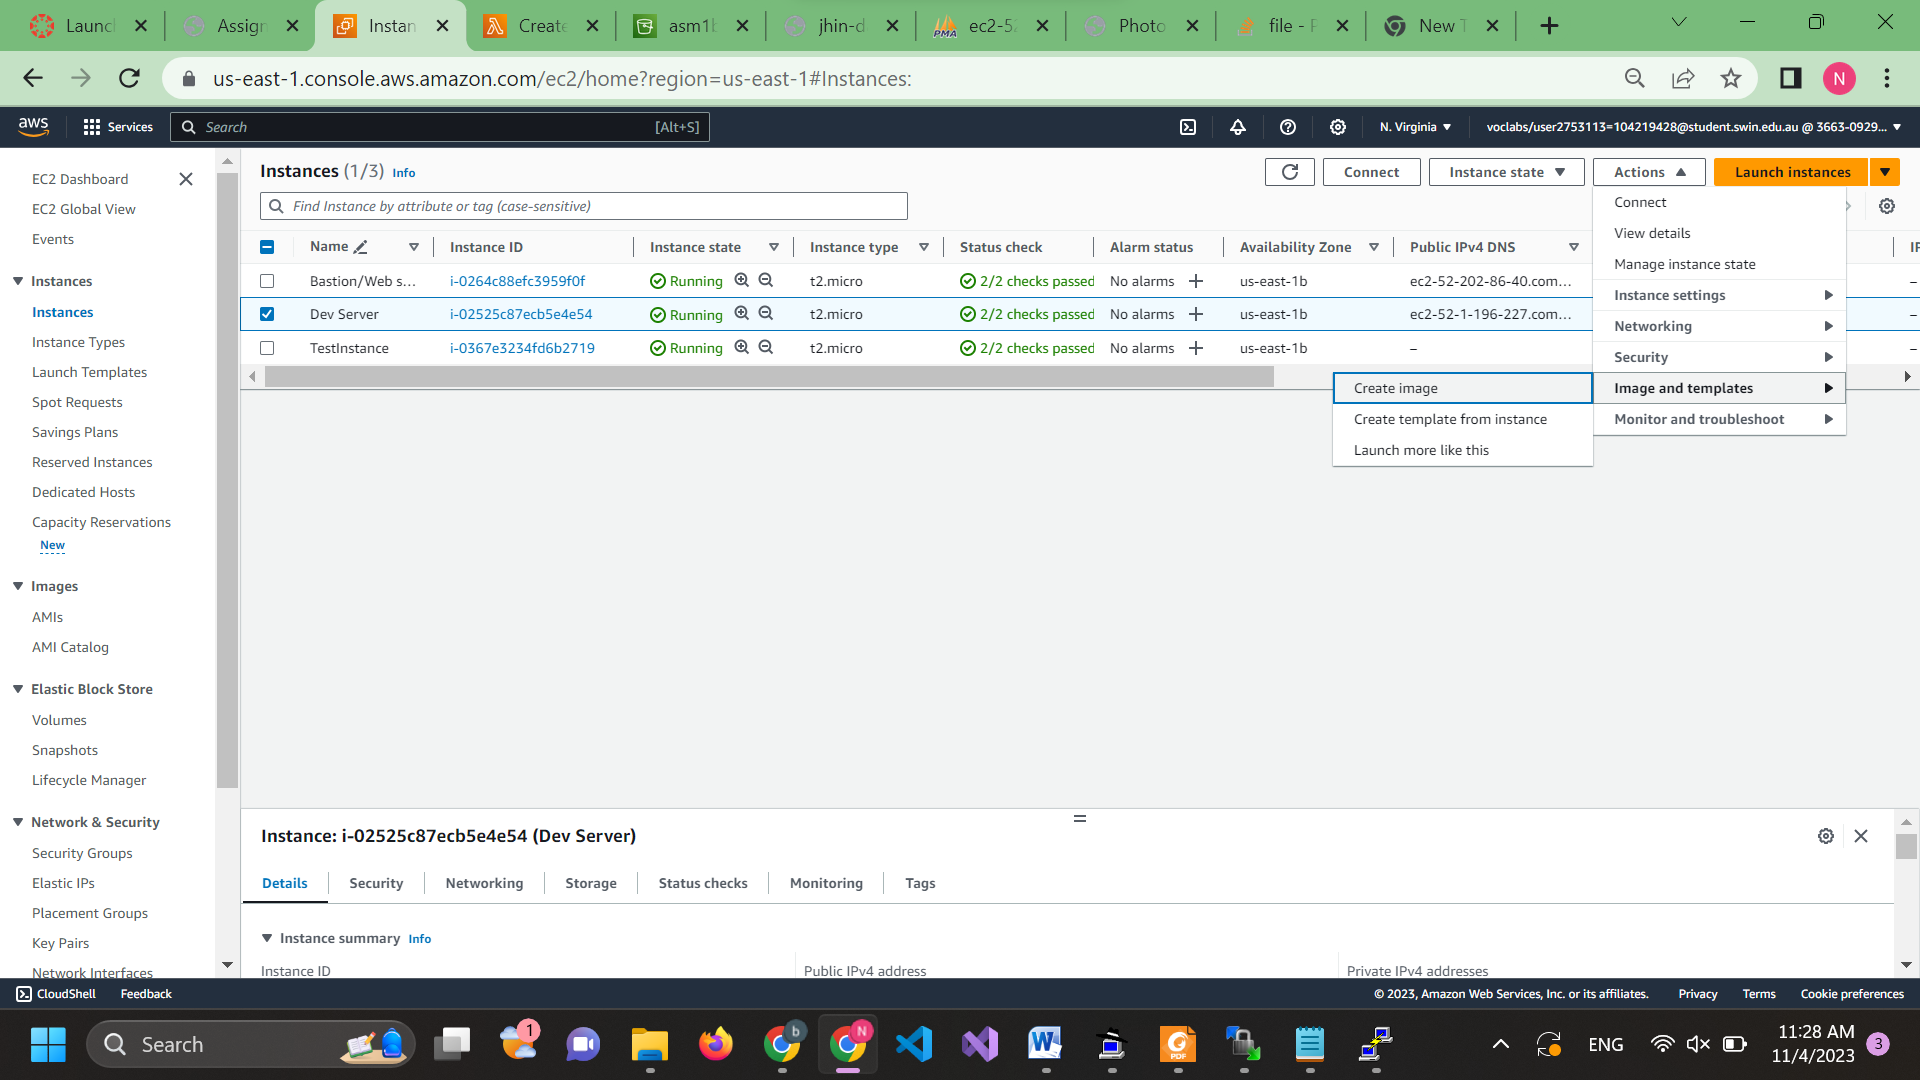 Launch
Assign
Instan
Create
asm1b
jhin-d
ec2-52
Photo
file - P
New T
us-east-1.console.aws.amazon.com/ec2/home?region=us-east-1#Instances:
N
aws
Services
Search
[Alt+S]
N. Virginia
voclabs/user2753113=104219428@student.swin.edu.au @ 3663-0929...
EC2 Dashboard
EC2 Global View
Events
Instances
Instances
Instance Types
Launch Templates
Spot Requests
Savings Plans
Reserved Instances
Dedicated Hosts
Capacity Reservations
New
Images
AMIs
AMI Catalog
Elastic Block Store
Volumes
Snapshots
Lifecycle Manager
Network & Security
Security Groups
Elastic IPs
Placement Groups
Key Pairs
Network Interfaces
Instances (1/3) Info
Connect
Instance state
Actions
Launch instances
Find Instance by attribute or tag (case-sensitive)
Name Instance ID Instance state Instance type Status check Alarm status Availability Zone Public IPv4 DNS IP
Bastion/Web s... i-0264c88efc3959f0f Running t2.micro 2/2 checks passed No alarms us-east-1b ec2-52-202-86-40.com... –
Dev Server i-02525c87ecb5e4e54 Running t2.micro 2/2 checks passed No alarms us-east-1b ec2-52-1-196-227.com... –
TestInstance i-0367e3234fd6b2719 Running t2.micro 2/2 checks passed No alarms us-east-1b – –
Connect
View details
Manage instance state
Instance settings
Networking
Security
Image and templates
Monitor and troubleshoot
Create image
Create template from instance
Launch more like this
Instance: i-02525c87ecb5e4e54 (Dev Server)
Details
Security
Networking
Storage
Status checks
Monitoring
Tags
Instance summary Info
Instance ID
Public IPv4 address
Private IPv4 addresses
CloudShell
Feedback
© 2023, Amazon Web Services, Inc. or its affiliates.
Privacy
Terms
Cookie preferences
Search
1
b
N
PDF
ENG
11:28 AM
11/4/2023
3